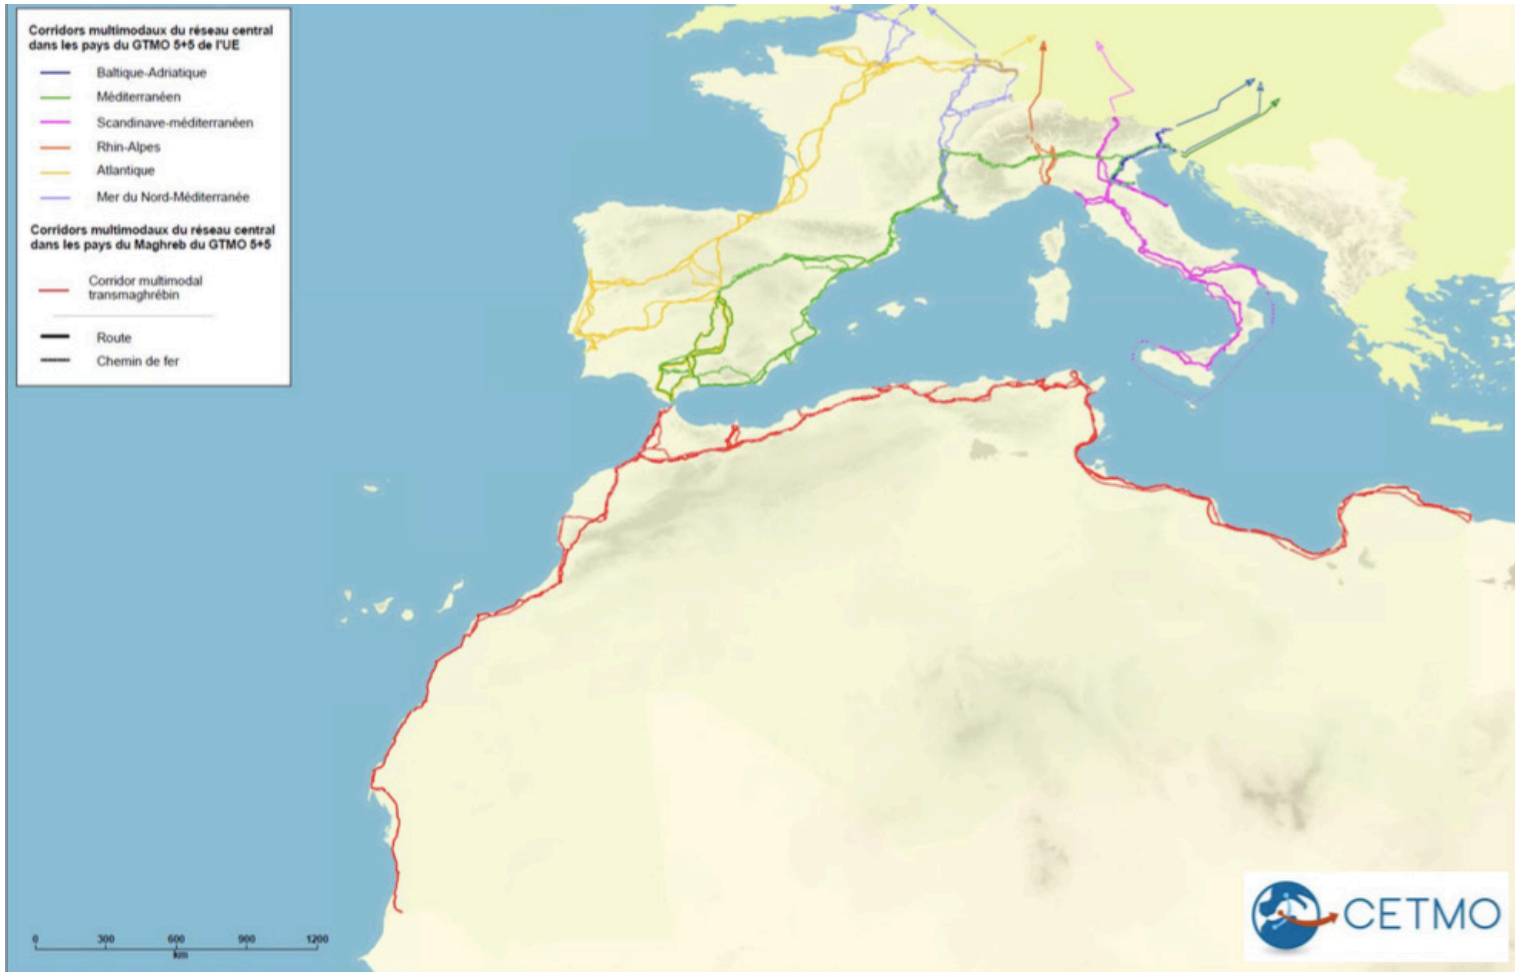 Corridors multimodaux du réseau central
dans les pays du GTMO 5+5 de l'UE
Baltique-Adriatique
Méditerranéen
Scandinave-méditerranéen
Rhin-Alpes
Atlantique
Mer du Nord-Méditerranée
Corridors multimodaux du réseau central
dans les pays du Maghreb du GTMO 5+5
Corridor multimodal
transmaghrébin
Route
Chemin de fer
0 300 600 900 1200
km
CETMO